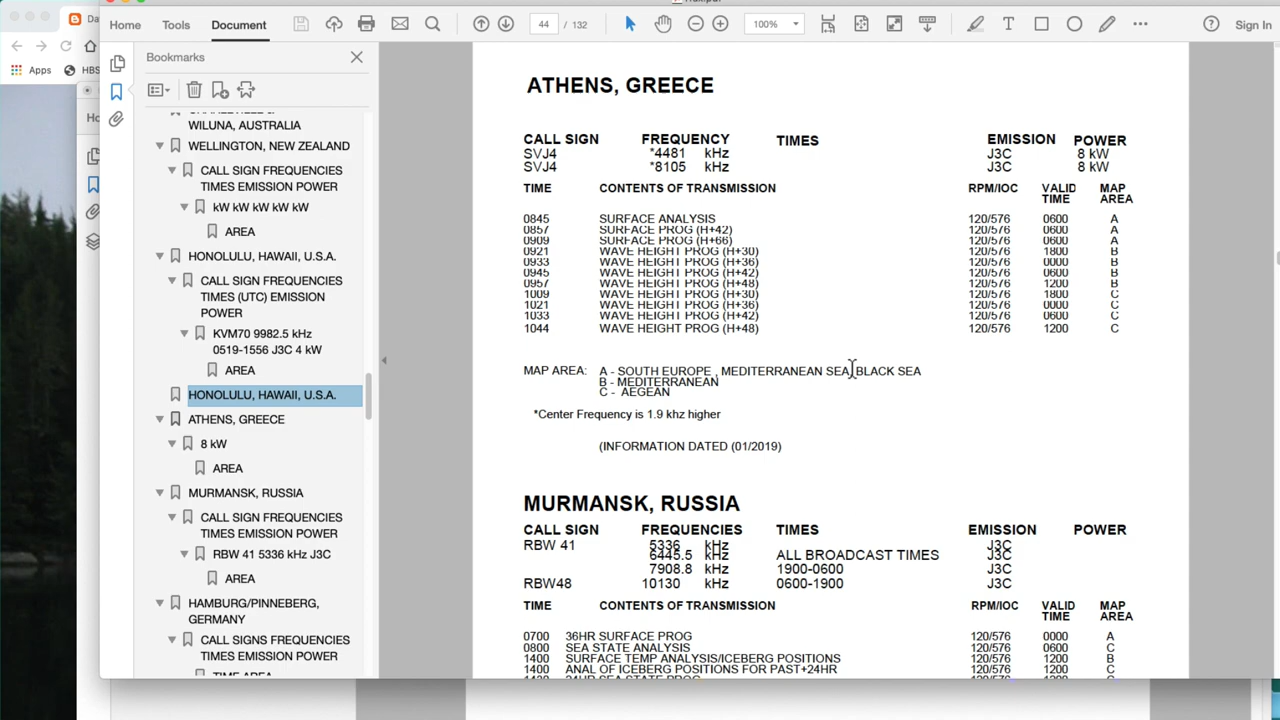 Da
Apps
HBS
Ho
Home Tools Document
44 / 132
100%
Sign In
Bookmarks
WILUNA, AUSTRALIA
WELLINGTON, NEW ZEALAND
CALL SIGN FREQUENCIES
TIMES EMISSION POWER
kW kW kW kW kW
AREA
HONOLULU, HAWAII, U.S.A.
CALL SIGN FREQUENCIES
TIMES (UTC) EMISSION
POWER
KVM70 9982.5 kHz
0519-1556 J3C 4 kW
AREA
HONOLULU, HAWAII, U.S.A.
ATHENS, GREECE
8 kW
AREA
MURMANSK, RUSSIA
CALL SIGN FREQUENCIES
TIMES EMISSION POWER
RBW 41 5336 kHz J3C
AREA
HAMBURG/PINNEBERG,
GERMANY
CALL SIGNS FREQUENCIES
TIMES EMISSION POWER
ATHENS, GREECE
CALL SIGN FREQUENCY TIMES EMISSION POWER
SVJ4 *4481 kHz J3C 8 kW
SVJ4 *8105 kHz J3C 8 kW
TIME CONTENTS OF TRANSMISSION RPM/IOC VALID TIME MAP AREA
0845 SURFACE ANALYSIS 120/576 0600 A
0857 SURFACE PROG (H+42) 120/576 0600 A
0909 SURFACE PROG (H+66) 120/576 0600 A
0921 WAVE HEIGHT PROG (H+30) 120/576 1800 B
0933 WAVE HEIGHT PROG (H+36) 120/576 0000 B
0945 WAVE HEIGHT PROG (H+42) 120/576 0600 B
0957 WAVE HEIGHT PROG (H+48) 120/576 1200 B
1009 WAVE HEIGHT PROG (H+30) 120/576 1800 C
1021 WAVE HEIGHT PROG (H+36) 120/576 0000 C
1033 WAVE HEIGHT PROG (H+42) 120/576 0600 C
1044 WAVE HEIGHT PROG (H+48) 120/576 1200 C
MAP AREA: A - SOUTH EUROPE , MEDITERRANEAN SEA, BLACK SEA
B - MEDITERRANEAN
C - AEGEAN
*Center Frequency is 1.9 khz higher
(INFORMATION DATED (01/2019)
MURMANSK, RUSSIA
CALL SIGN FREQUENCIES TIMES EMISSION POWER
RBW 41 5336 kHz J3C
6445.5 kHz ALL BROADCAST TIMES J3C
7908.8 kHz 1900-0600 J3C
RBW48 10130 kHz 0600-1900 J3C
TIME CONTENTS OF TRANSMISSION RPM/IOC VALID TIME MAP AREA
0700 36HR SURFACE PROG 120/576 0000 A
0800 SEA STATE ANALYSIS 120/576 0600 C
1400 SURFACE TEMP ANALYSIS/ICEBERG POSITIONS 120/576 1200 B
1400 ANAL OF ICEBERG POSITIONS FOR PAST+24HR 120/576 1200 C